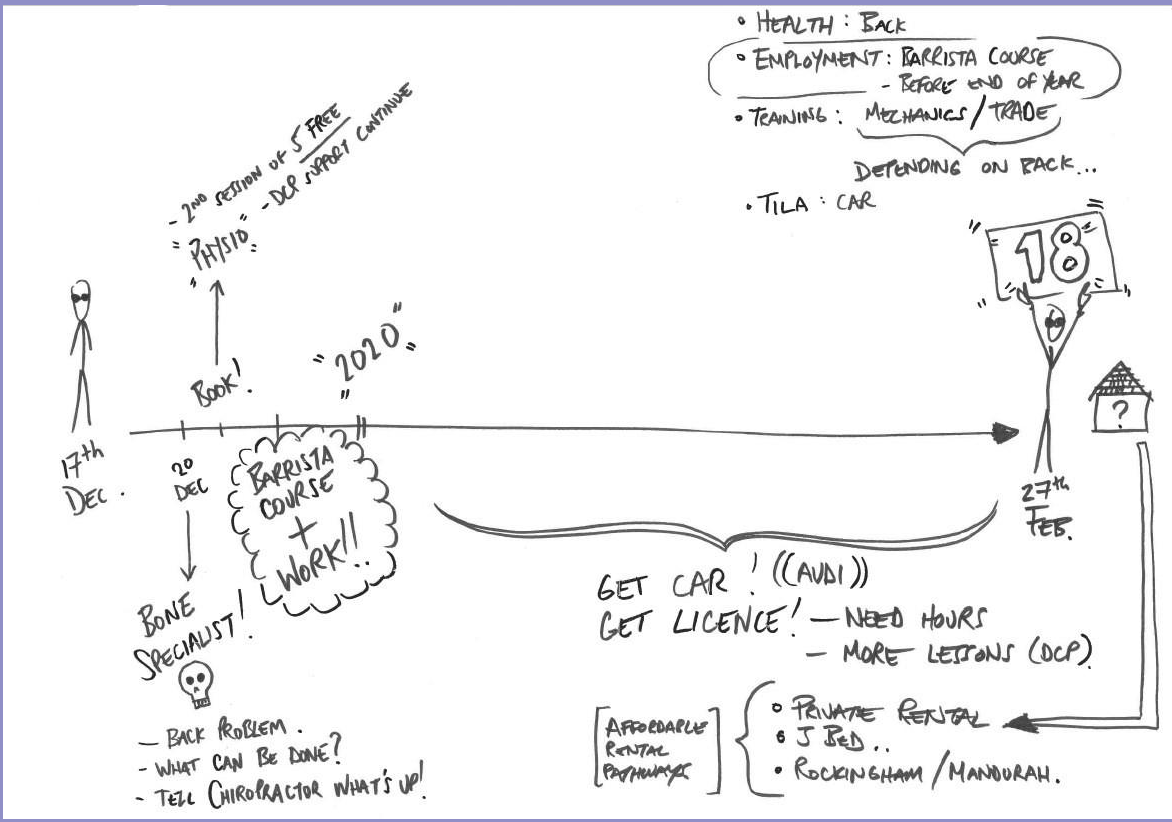 • HEALTH : BACK
• EMPLOYMENT : BARRISTA COURSE
- BEFORE END OF YEAR
• TRAINING : MECHANICS / TRADE
DEPENDING ON BACK...
• TILA : CAR
- 2ND SESSION OF 5 FREE
- DCP SUPPORT CONTINUE
"PHYSIO"
BOOK!
"2020"
18
?
17th
DEC.
20
DEC
BARRISTA
COURSE
+
WORK!!
27th
FEB.
BONE
SPECIALIST!
- BACK PROBLEM.
- WHAT CAN BE DONE?
- TELL CHIROPRACTOR WHAT'S UP!
GET CAR! ((AUDI))
GET LICENCE! - NEED HOURS
- MORE LESSONS (DCP)
[AFFORDABLE
RENTAL
PATHWAYS]
• PRIVATE RENTAL
• J BED..
• ROCKINGHAM / MANDURAH.